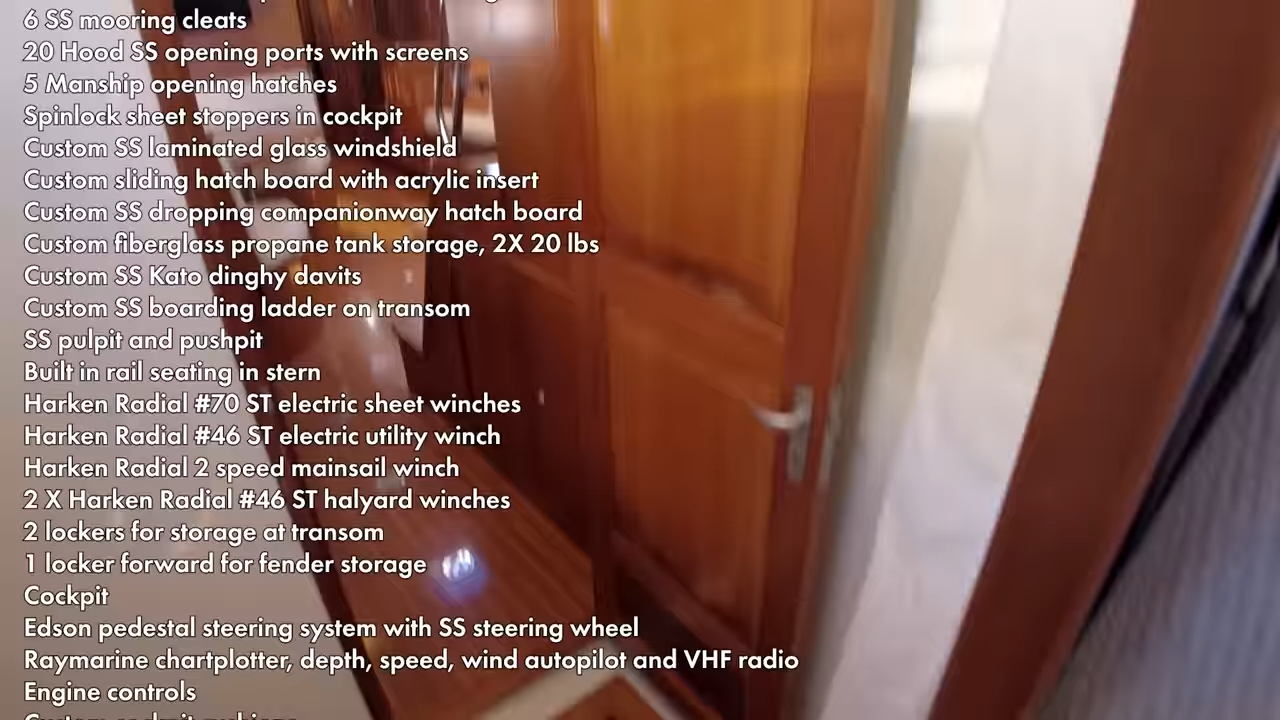 6 SS mooring cleats
20 Hood SS opening ports with screens
5 Manship opening hatches
Spinlock sheet stoppers in cockpit
Custom SS laminated glass windshield
Custom sliding hatch board with acrylic insert
Custom SS dropping companionway hatch board
Custom fiberglass propane tank storage, 2X 20 lbs
Custom SS Kato dinghy davits
Custom SS boarding ladder on transom
SS pulpit and pushpit
Built in rail seating in stern
Harken Radial #70 ST electric sheet winches
Harken Radial #46 ST electric utility winch
Harken Radial 2 speed mainsail winch
2 X Harken Radial #46 ST halyard winches
2 lockers for storage at transom
1 locker forward for fender storage
Cockpit
Edson pedestal steering system with SS steering wheel
Raymarine chartplotter, depth, speed, wind autopilot and VHF radio
Engine controls
Custom cockpit cushions